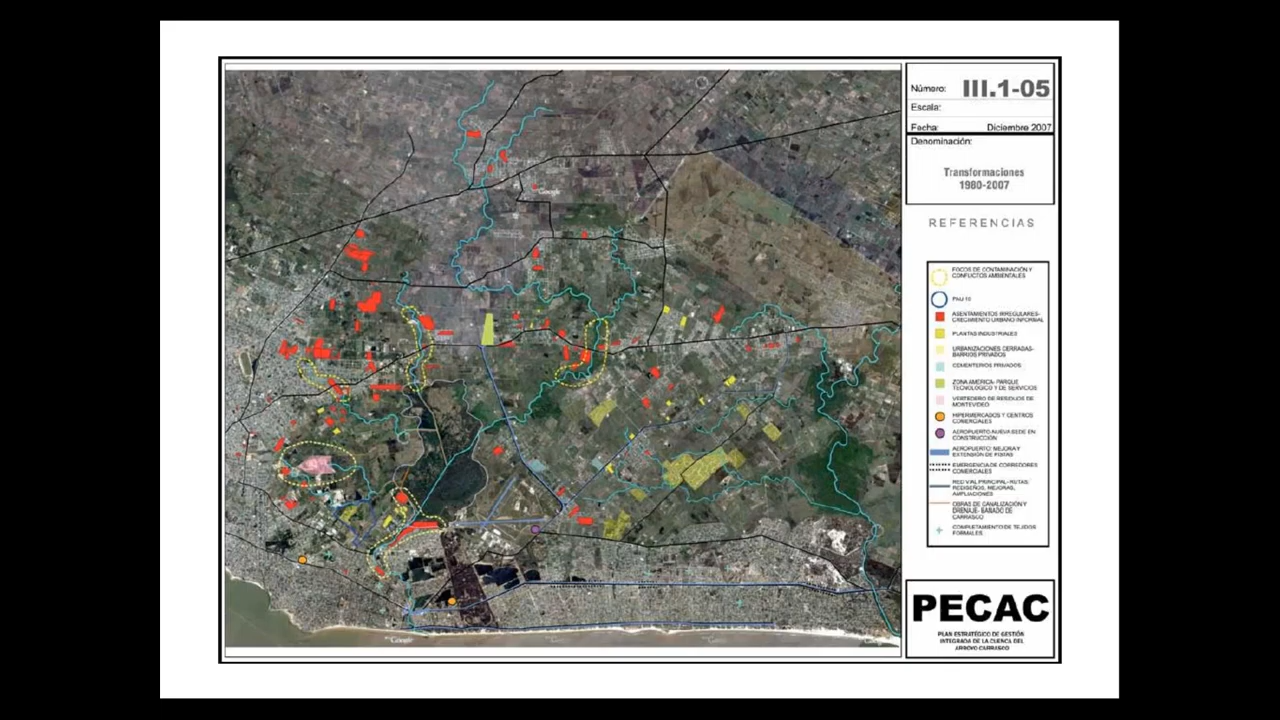 Número: III.1-05
Escala:
Fecha: Diciembre 2007
Denominación:
Transformaciones
1980-2007
REFERENCIAS
FOCOS DE CONTAMINACIÓN Y
CONFLICTOS AMBIENTALES
ASENTAMIENTOS IRREGULARES-
CRECIMIENTO URBANO INFORMAL
PLANTAS INDUSTRIALES
URBANIZACIONES CERRADAS-
BARRIOS PRIVADOS
CEMENTERIOS PRIVADOS
ZONA AMERICA- PARQUE
TECNOLÓGICO Y DE SERVICIOS
VERTEDERO DE RESIDUOS DE
MONTEVIDEO
HIPERMERCADOS Y CENTROS
COMERCIALES
AEROPUERTO NUEVA SEDE EN
CONSTRUCCIÓN
AEROPUERTO MEJORA Y
EXTENSIÓN DE PISTAS
EMERGENCIA DE CORREDORES
COMERCIALES
RED VIAL PRINCIPAL- RUTAS,
REDISEÑOS, MEJORAS,
AMPLIACIONES
OBRAS DE CANALIZACIÓN Y
DRENAJE- BAÑADO DE
CARRASCO
COMPLETAMIENTO DE TEJIDOS
FORMALES
PECAC
PLAN ESTRATÉGICO DE GESTIÓN
INTEGRADA DE LA CUENCA DEL
ARROYO CARRASCO
Google
Google